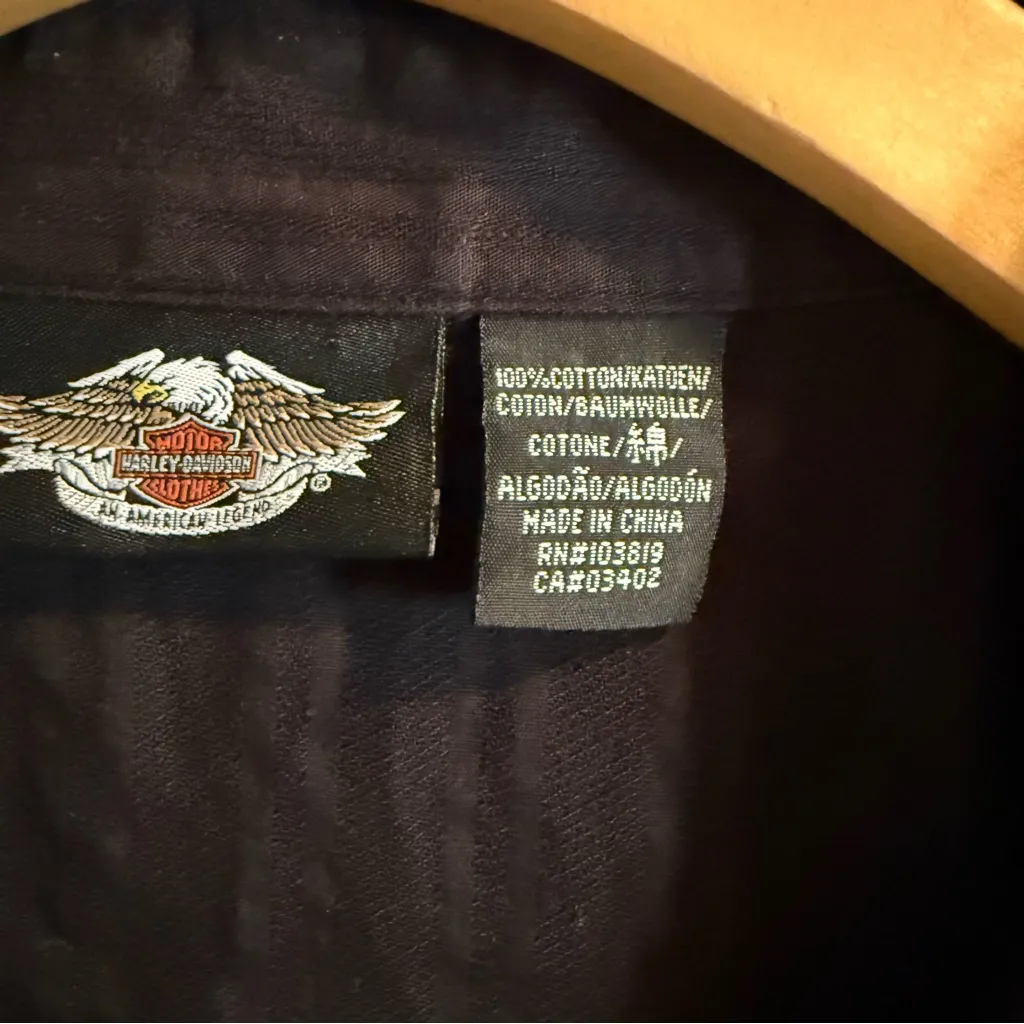 MOTOR
HARLEY-DAVIDSON
CLOTHES
AN AMERICAN LEGEND
®
100%COTTON/KATOEN/
COTON/BAUMWOLLE/
COTONE/綿/
ALGODÃO/ALGODÓN
MADE IN CHINA
RN#103819
CA#03402